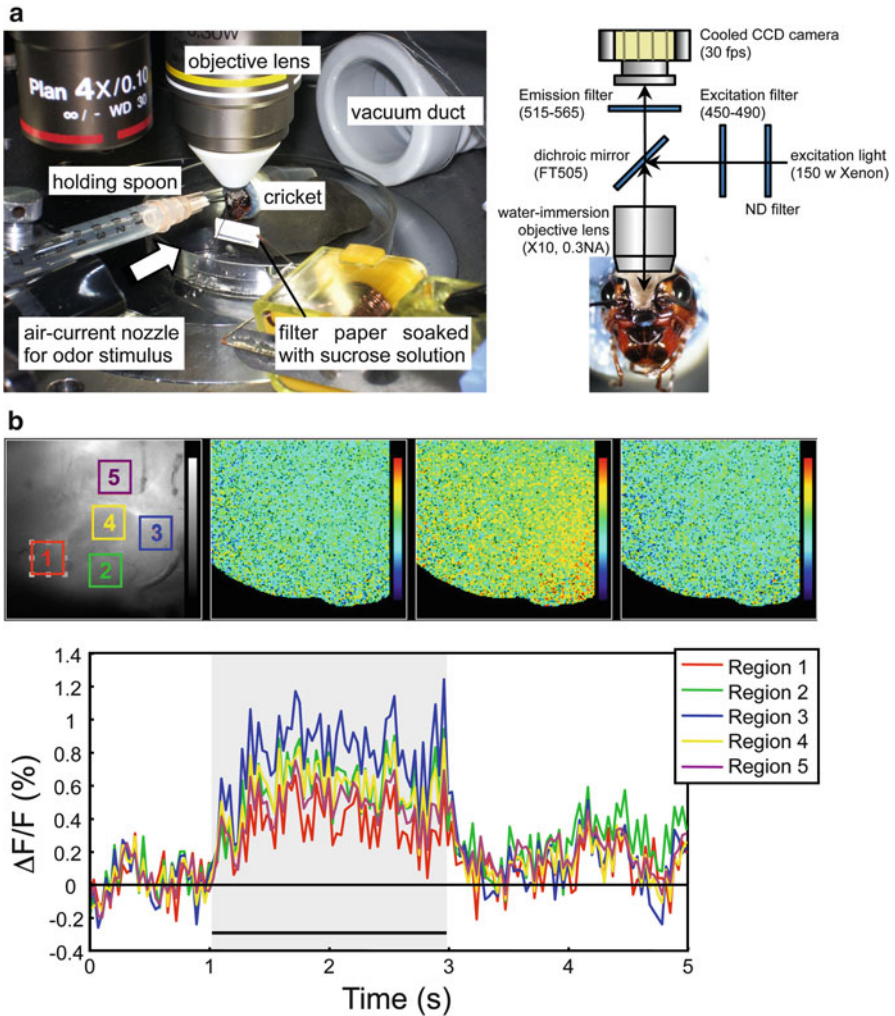 a
Plan 4X/0.10
∞/- WD 30
0.30W
objective lens
vacuum duct
holding spoon
cricket
air-current nozzle
for odor stimulus
filter paper soaked
with sucrose solution
Cooled CCD camera
(30 fps)
Emission filter
(515-565)
Excitation filter
(450-490)
dichroic mirror
(FT505)
excitation light
(150 w Xenon)
ND filter
water-immersion
objective lens
(X10, 0.3NA)
b
5
4
3
1
2
1.4
1.2
1
0.8
0.6
0.4
0.2
0
-0.2
-0.4
ΔF/F (%)
0 1 2 3 4 5
Time (s)
Region 1
Region 2
Region 3
Region 4
Region 5